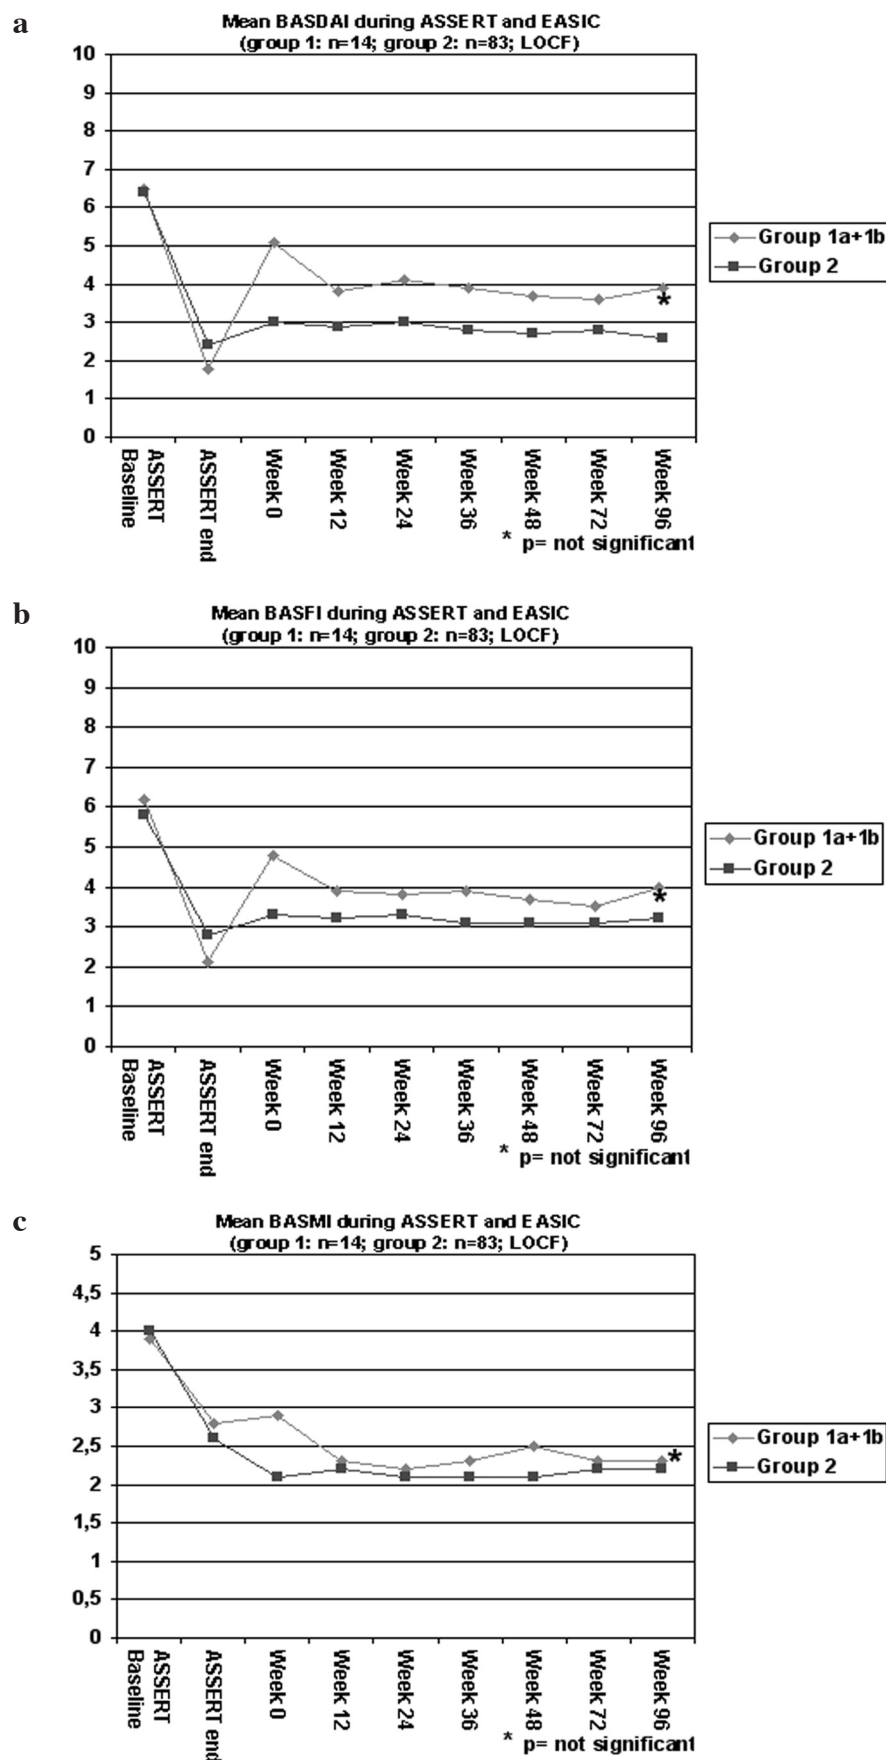 a
Mean BASDAI during ASSERT and EASIC
(group 1: n=14; group 2: n=83; LOCF)
10
9
8
7
6
5
4
3
2
1
0
ASSERT
Baseline
ASSERT end
Week 0
Week 12
Week 24
Week 36
Week 48
Week 72
Week 96
*
* p= not significant
Group 1a+1b
Group 2
b
Mean BASFI during ASSERT and EASIC
(group 1: n=14; group 2: n=83; LOCF)
10
9
8
7
6
5
4
3
2
1
0
ASSERT
Baseline
ASSERT end
Week 0
Week 12
Week 24
Week 36
Week 48
Week 72
Week 96
*
* p= not significant
Group 1a+1b
Group 2
c
Mean BASMI during ASSERT and EASIC
(group 1: n=14; group 2: n=83; LOCF)
5
4,5
4
3,5
3
2,5
2
1,5
1
0,5
0
ASSERT
Baseline
ASSERT end
Week 0
Week 12
Week 24
Week 36
Week 48
Week 72
Week 96
*
* p= not significant
Group 1a+1b
Group 2